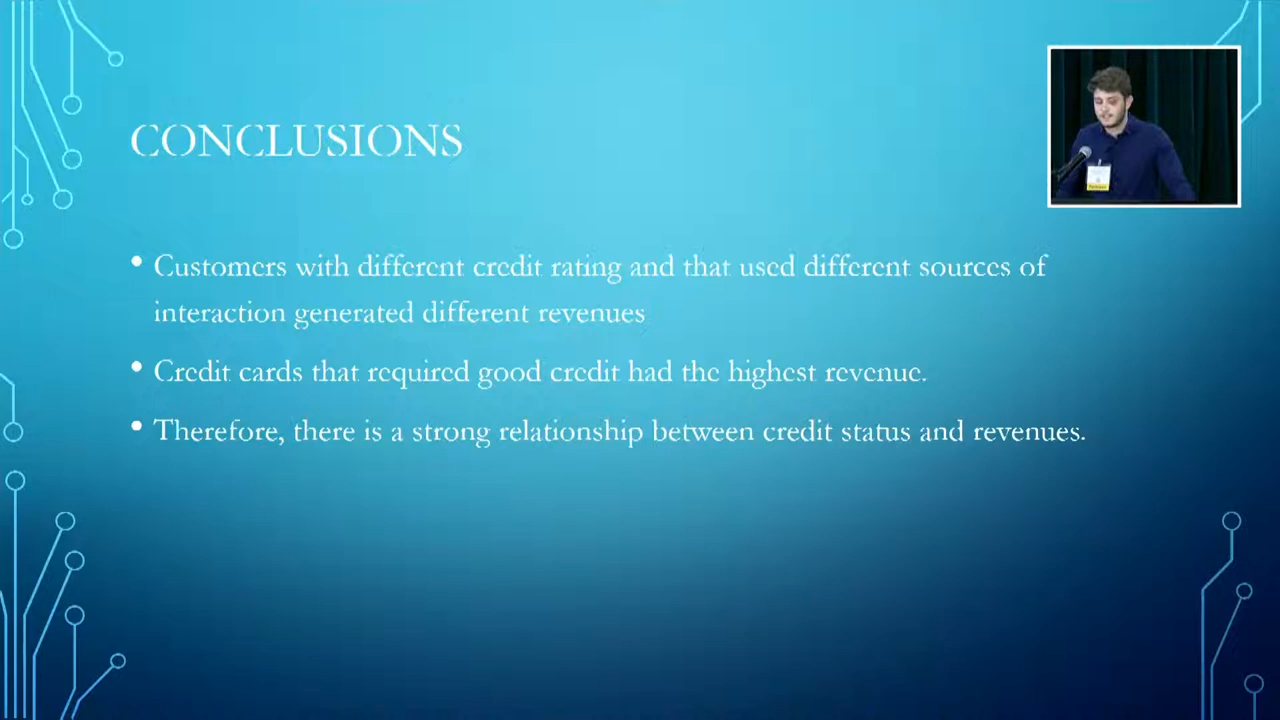 CONCLUSIONS
• Customers with different credit rating and that used different sources of
interaction generated different revenues
• Credit cards that required good credit had the highest revenue.
• Therefore, there is a strong relationship between credit status and revenues.